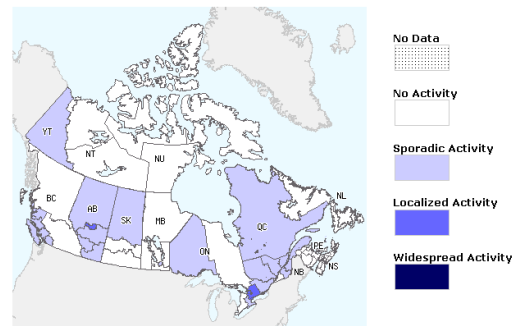 No Data
No Activity
Sporadic Activity
Localized Activity
Widespread Activity
YT
NT
NU
BC
AB
SK
MB
ON
QC
NL
PE
NB
NS